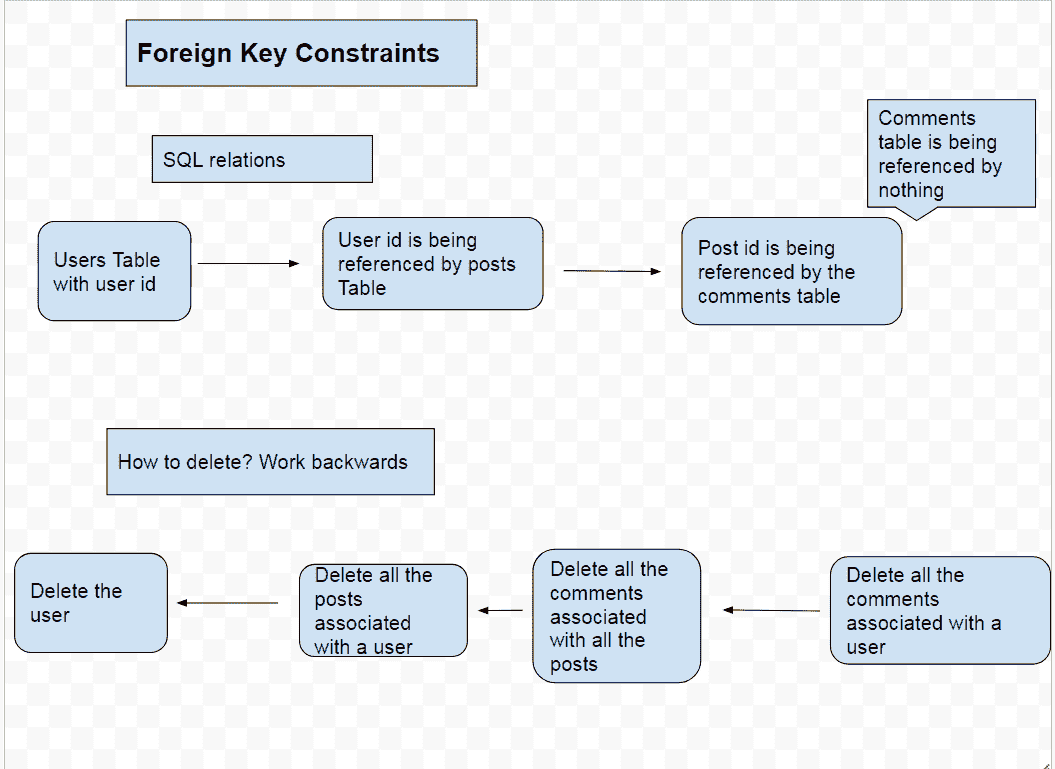 Foreign Key Constraints
SQL relations
Comments
table is being
referenced by
nothing
Users Table
with user id
User id is being
referenced by posts
Table
Post id is being
referenced by the
comments table
How to delete? Work backwards
Delete the
user
Delete all the
posts
associated
with a user
Delete all the
comments
associated
with all the
posts
Delete all the
comments
associated with a
user